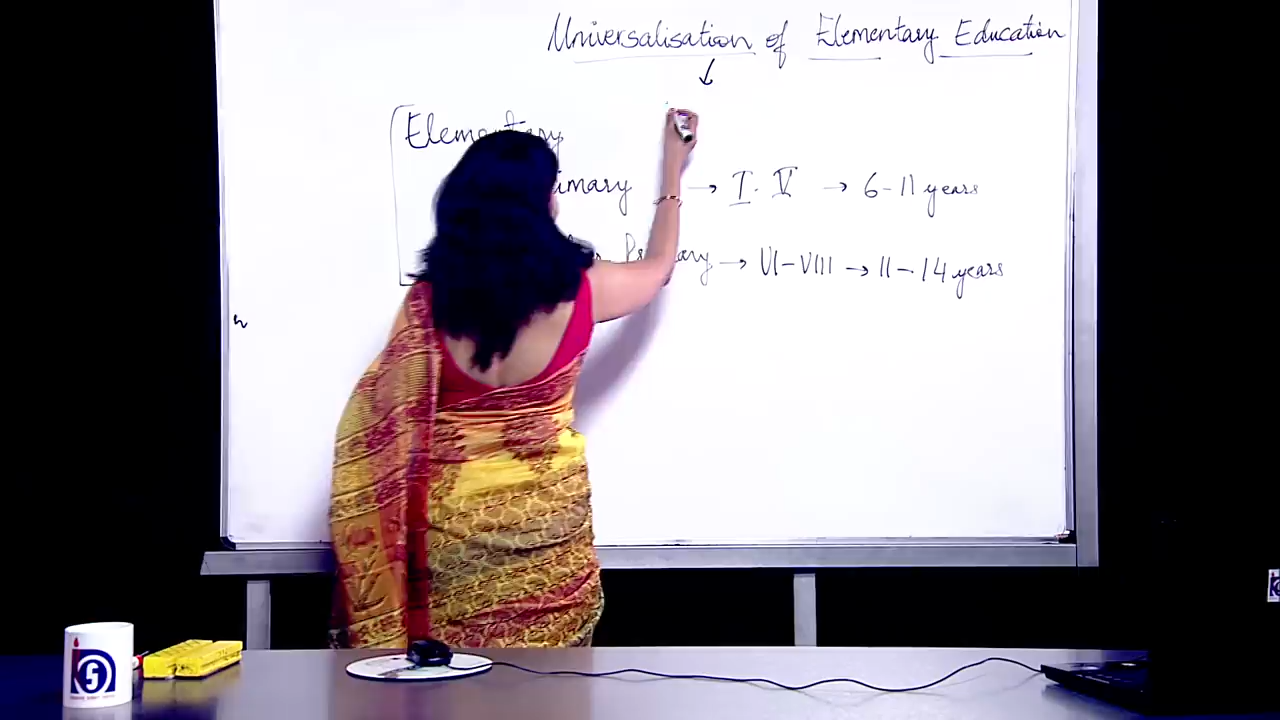 Universalisation of Elementary Education
Elementary
→ I - V → 6-11 years
→ VI-VIII → 11-14 years